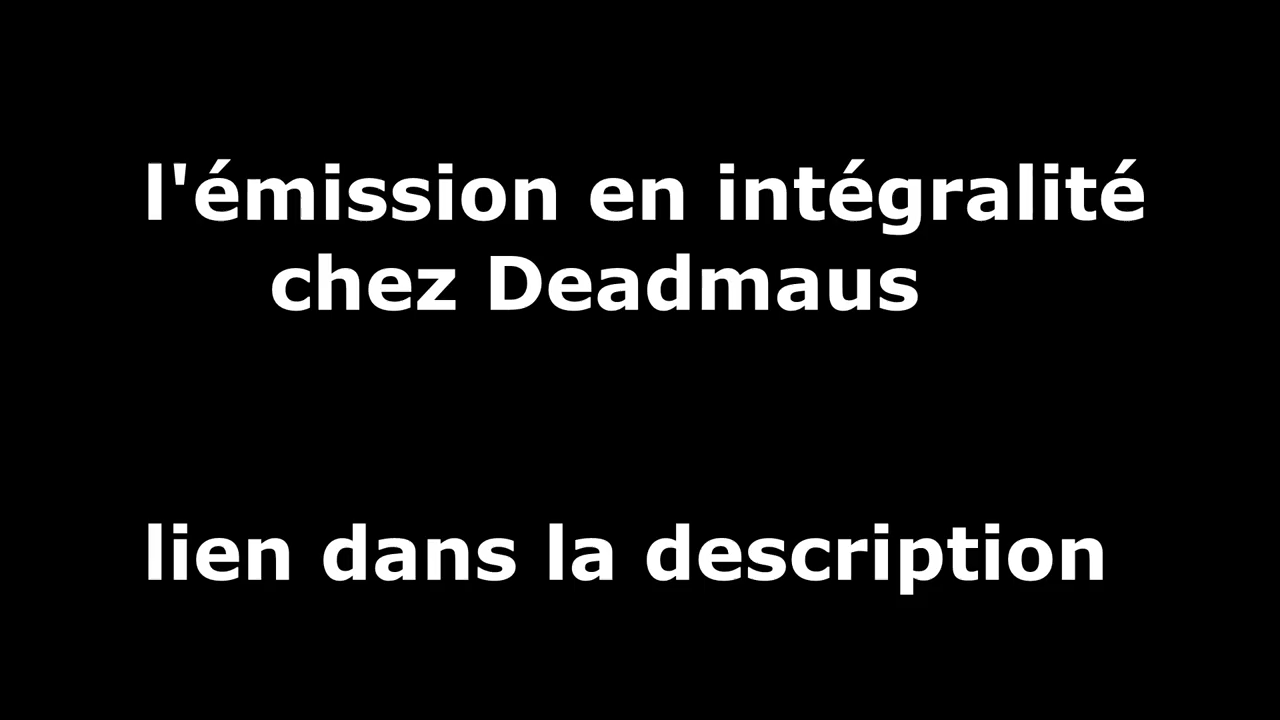 l'émission en intégralité
chez Deadmaus
lien dans la description